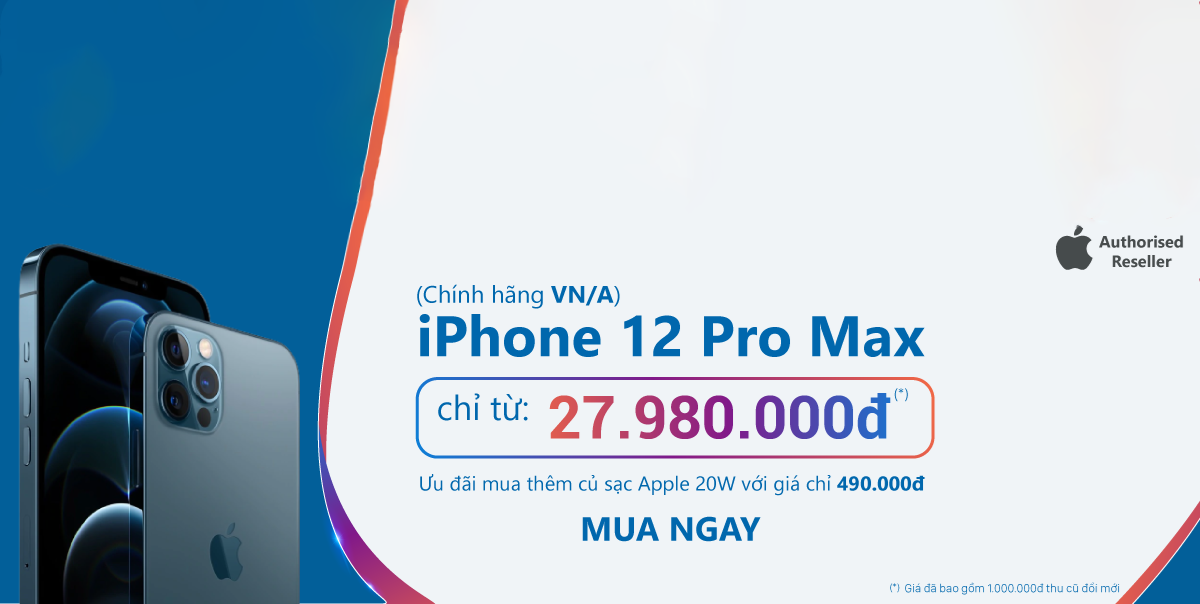 Authorised
Reseller
(Chính hãng VN/A)
iPhone 12 Pro Max
chỉ từ: 27.980.000đ(*)
Ưu đãi mua thêm củ sạc Apple 20W với giá chỉ 490.000đ
MUA NGAY
(*) Giá đã bao gồm 1.000.000đ thu cũ đổi mới